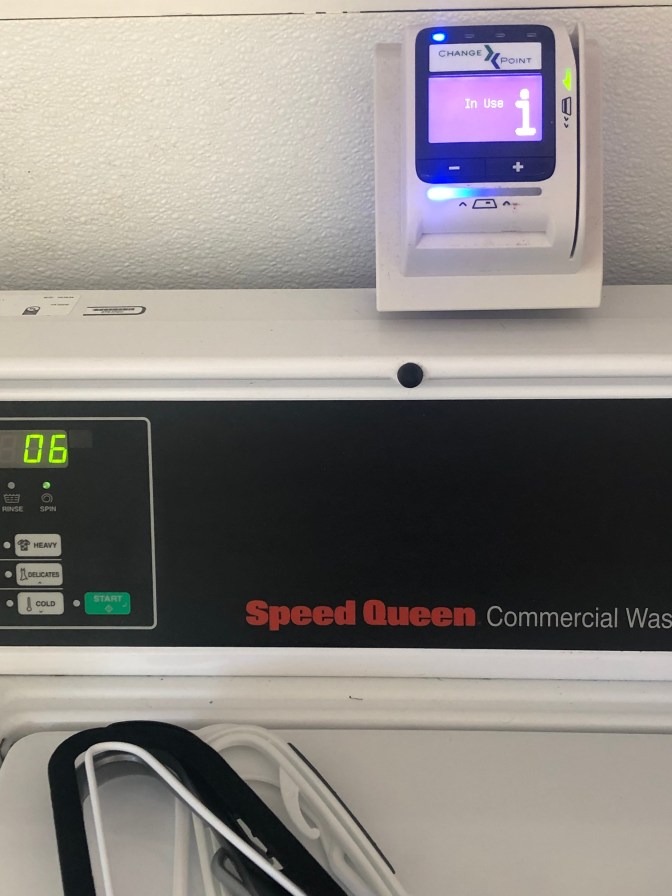 CHANGE POINT
In Use i
- +
06
RINSE SPIN
HEAVY
DELICATES
COLD
START
Speed Queen Commercial Was